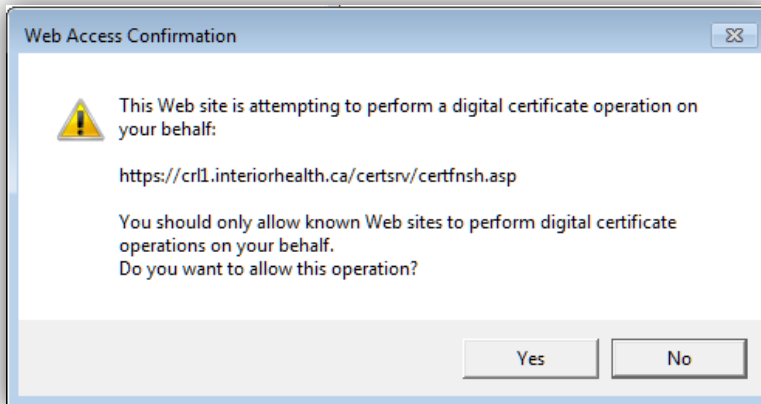 Web Access Confirmation
This Web site is attempting to perform a digital certificate operation on
your behalf:
https://crl1.interiorhealth.ca/certsrv/certfnsh.asp
You should only allow known Web sites to perform digital certificate
operations on your behalf.
Do you want to allow this operation?
Yes
No